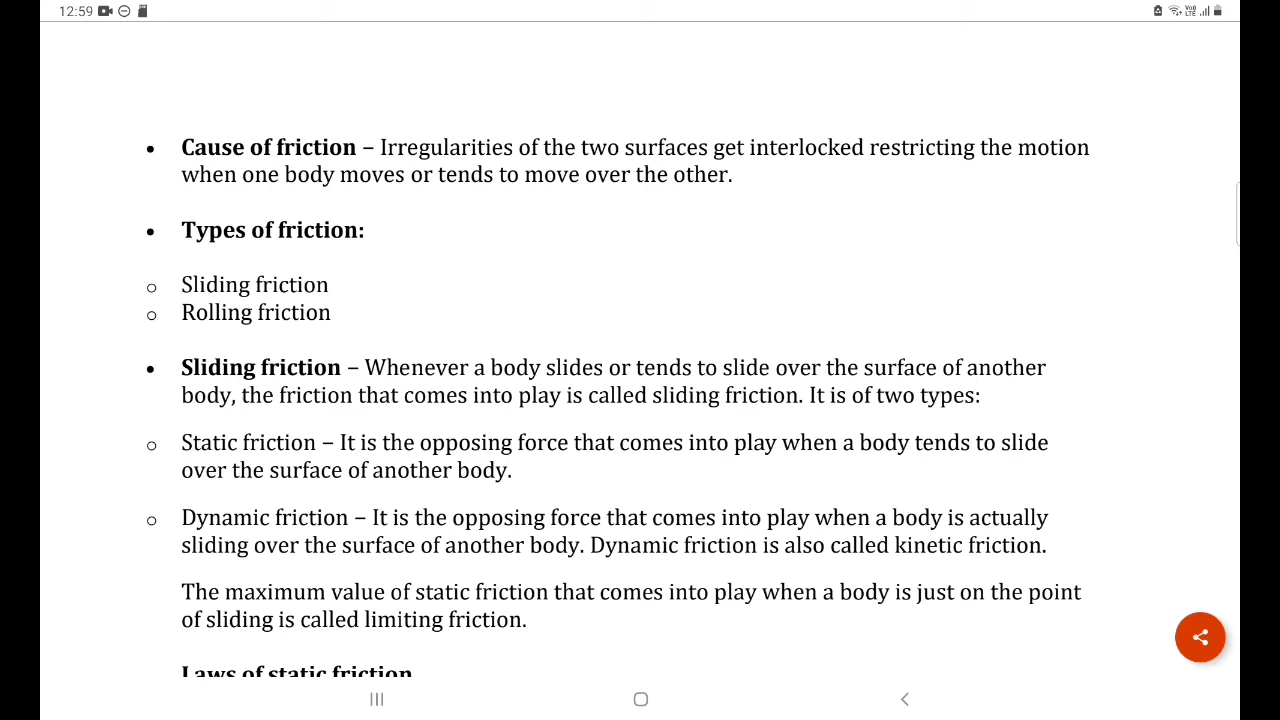 12:59
Vo)) LTE
• Cause of friction – Irregularities of the two surfaces get interlocked restricting the motion
when one body moves or tends to move over the other.
• Types of friction:
○ Sliding friction
○ Rolling friction
• Sliding friction – Whenever a body slides or tends to slide over the surface of another
body, the friction that comes into play is called sliding friction. It is of two types:
○ Static friction – It is the opposing force that comes into play when a body tends to slide
over the surface of another body.
○ Dynamic friction – It is the opposing force that comes into play when a body is actually
sliding over the surface of another body. Dynamic friction is also called kinetic friction.
The maximum value of static friction that comes into play when a body is just on the point
of sliding is called limiting friction.
Laws of static friction